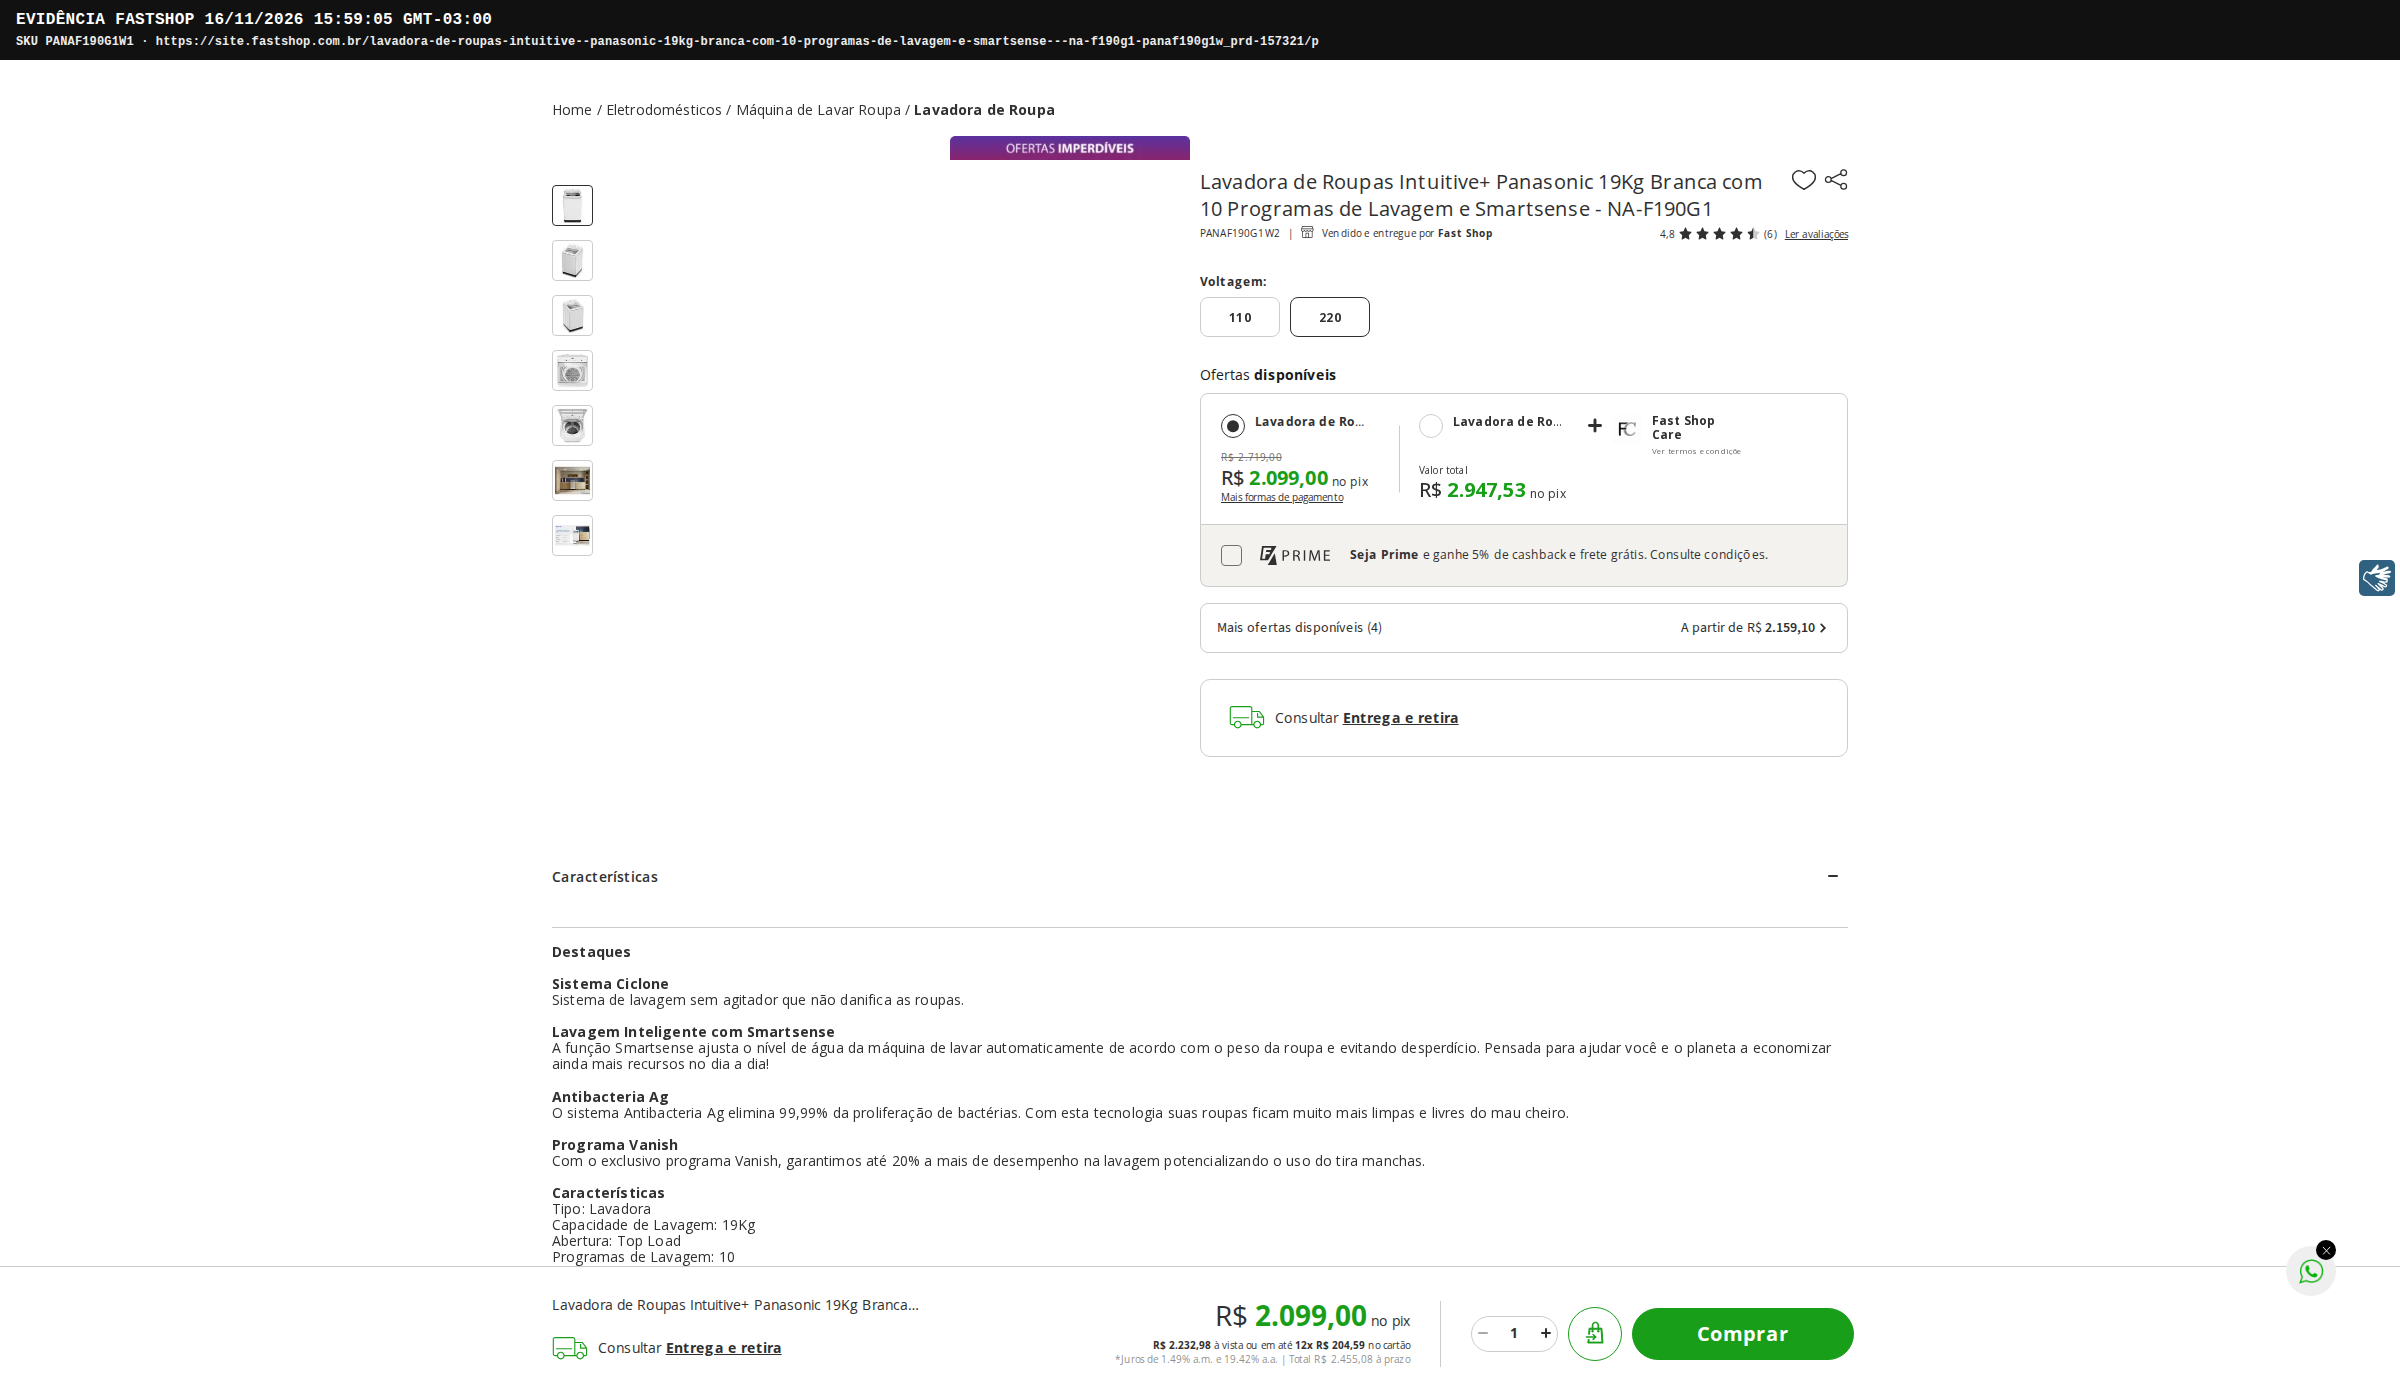 EVIDÊNCIA FASTSHOP 16/11/2026 15:59:05 GMT-03:00
SKU PANAF190G1W1 · https://site.fastshop.com.br/lavadora-de-roupas-intuitive--panasonic-19kg-branca-com-10-programas-de-lavagem-e-smartsense---na-f190g1-panaf190g1w_prd-157321/p
Home / Eletrodomésticos / Máquina de Lavar Roupa / Lavadora de Roupa
OFERTAS IMPERDÍVEIS
Lavadora de Roupas Intuitive+ Panasonic 19Kg Branca com
10 Programas de Lavagem e Smartsense - NA-F190G1
PANAF190G1W2 | Vendido e entregue por Fast Shop
4,8 (6) Ler avaliações
Voltagem:
110 220
Ofertas disponíveis
Lavadora de Ro...
R$ 2.719,00
R$ 2.099,00 no pix
Mais formas de pagamento
Lavadora de Ro...
+
FC
Fast Shop
Care
Ver termos e condiçõe
Valor total
R$ 2.947,53 no pix
PRIME Seja Prime e ganhe 5% de cashback e frete grátis. Consulte condições.
Mais ofertas disponíveis (4) A partir de R$ 2.159,10
Consultar Entrega e retira
Características
Destaques
Sistema Ciclone
Sistema de lavagem sem agitador que não danifica as roupas.
Lavagem Inteligente com Smartsense
A função Smartsense ajusta o nível de água da máquina de lavar automaticamente de acordo com o peso da roupa e evitando desperdício. Pensada para ajudar você e o planeta a economizar
ainda mais recursos no dia a dia!
Antibacteria Ag
O sistema Antibacteria Ag elimina 99,99% da proliferação de bactérias. Com esta tecnologia suas roupas ficam muito mais limpas e livres do mau cheiro.
Programa Vanish
Com o exclusivo programa Vanish, garantimos até 20% a mais de desempenho na lavagem potencializando o uso do tira manchas.
Características
Tipo: Lavadora
Capacidade de Lavagem: 19Kg
Abertura: Top Load
Programas de Lavagem: 10
Lavadora de Roupas Intuitive+ Panasonic 19Kg Branca...
Consultar Entrega e retira
R$ 2.099,00 no pix
R$ 2.232,98 à vista ou em até 12x R$ 204,59 no cartão
*Juros de 1.49% a.m. e 19.42% a.a. | Total R$ 2.455,08 à prazo
− 1 +
Comprar